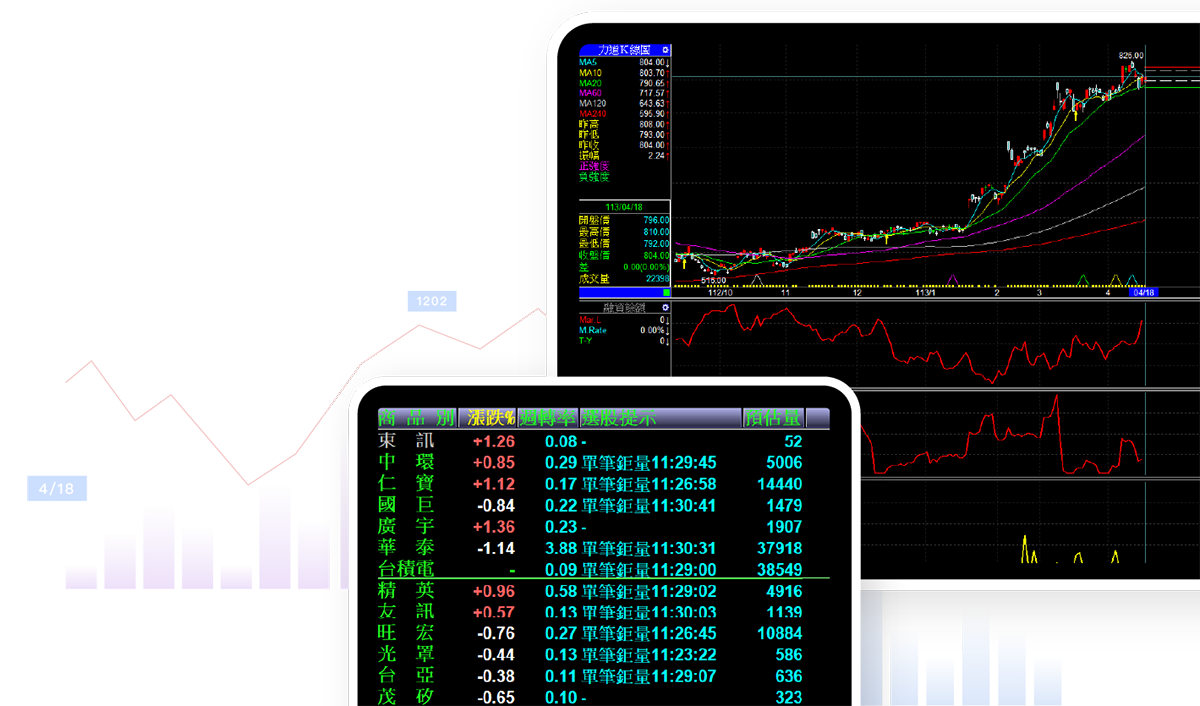 力道K線圖
MA5 804.00↓
MA10 803.70↑
MA20 790.65↑
MA60 717.57↑
MA120 643.63↑
MA240 595.90↑
昨高 808.00
昨低 793.00
昨收 804.00
振幅 2.24
正強度
負強度
113/04/18
開盤價 796.00
最高價 810.00
最低價 792.00
收盤價 804.00
差 0.00(0.00%)
成交量 22398
826.00
515.00
112/10 11 12 113/1 2 3 4 04/18
融資餘額
Mar.L 0↓
M.Rate 0.00%↓
T-Y 0↓
1202
4/18
商品別 漲跌% 週轉率 選股提示 預估量
東訊 +1.26 0.08 - 52
中環 +0.85 0.29 單筆鉅量11:29:45 5006
仁寶 +1.12 0.17 單筆鉅量11:26:58 14440
國巨 -0.84 0.22 單筆鉅量11:30:41 1479
廣宇 +1.36 0.23 - 1907
華泰 -1.14 3.88 單筆鉅量11:30:31 37918
台積電 - 0.09 單筆鉅量11:29:00 38549
精英 +0.96 0.58 單筆鉅量11:29:02 4916
友訊 +0.57 0.13 單筆鉅量11:30:03 1139
旺宏 -0.76 0.27 單筆鉅量11:26:45 10884
光罩 -0.44 0.13 單筆鉅量11:23:22 586
台亞 -0.38 0.11 單筆鉅量11:29:07 636
茂矽 -0.65 0.10 - 323